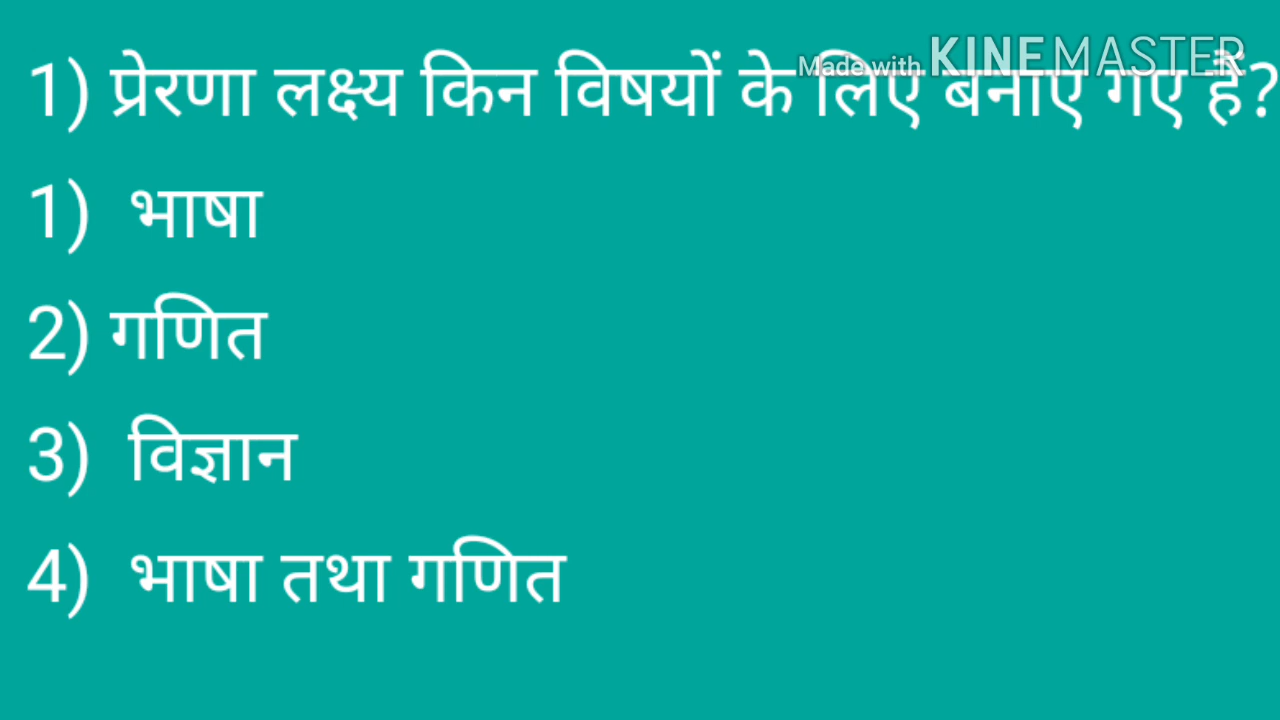 Made with KINEMASTER
1) प्रेरणा लक्ष्य किन विषयों के लिए बनाए गए हैं?
1) भाषा
2) गणित
3) विज्ञान
4) भाषा तथा गणित